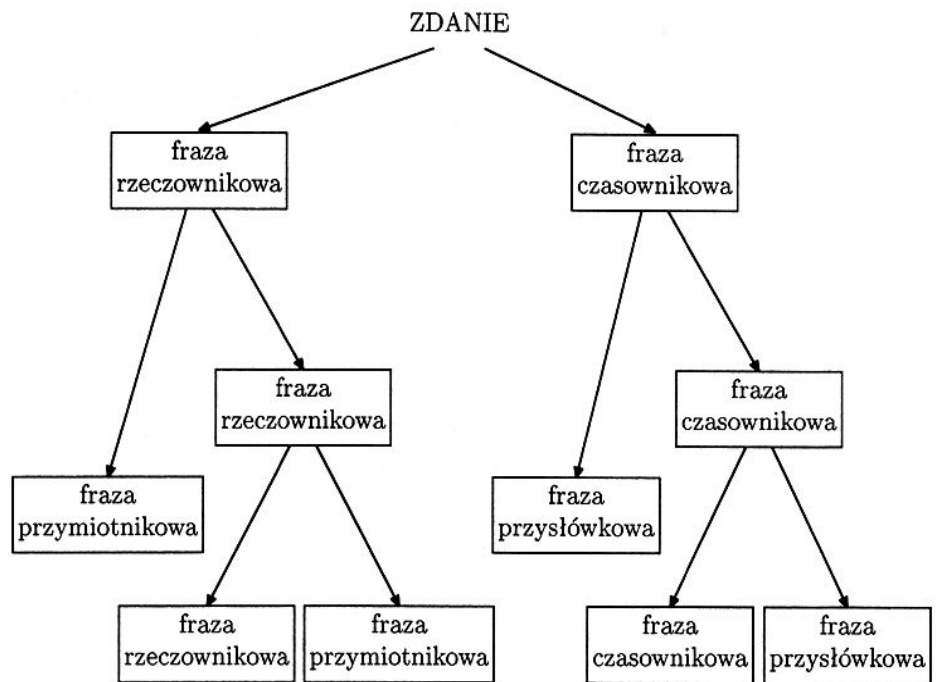 ZDANIE
fraza
rzeczownikowa
fraza
czasownikowa
fraza
rzeczownikowa
fraza
czasownikowa
fraza
przymiotnikowa
fraza
przysłówkowa
fraza
rzeczownikowa
fraza
przymiotnikowa
fraza
czasownikowa
fraza
przysłówkowa